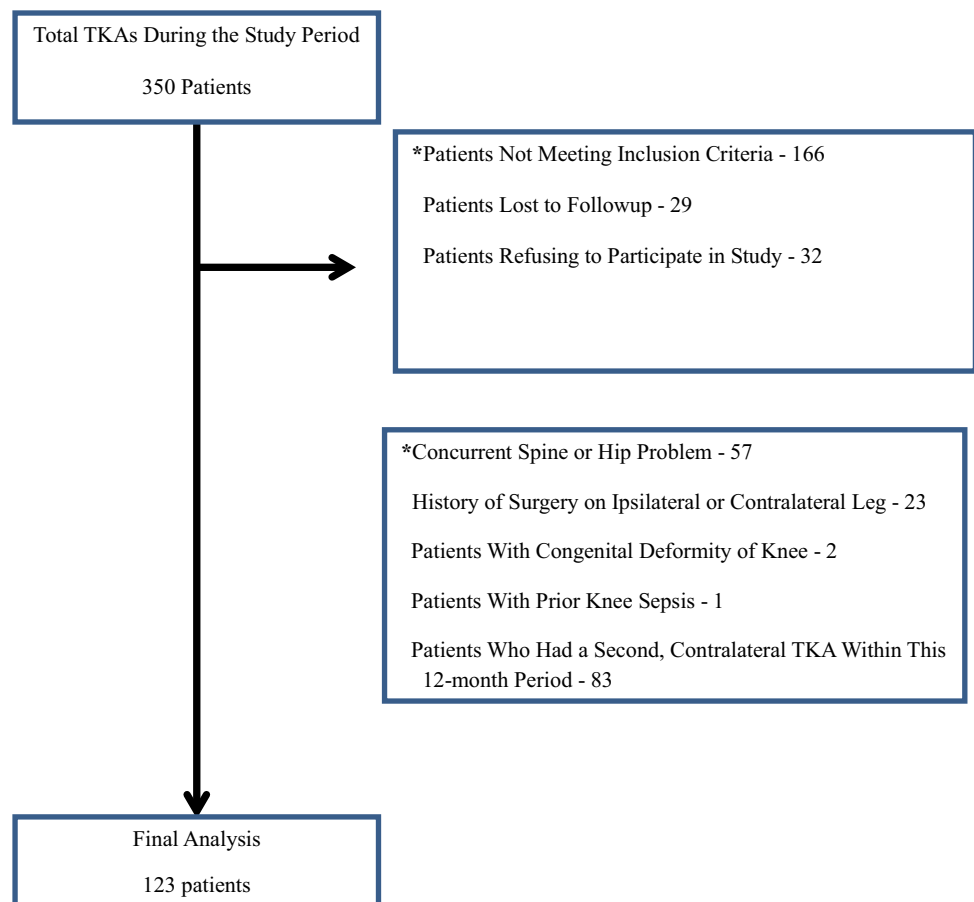 Total TKAs During the Study Period
350 Patients
*Patients Not Meeting Inclusion Criteria - 166
Patients Lost to Followup - 29
Patients Refusing to Participate in Study - 32
*Concurrent Spine or Hip Problem - 57
History of Surgery on Ipsilateral or Contralateral Leg - 23
Patients With Congenital Deformity of Knee - 2
Patients With Prior Knee Sepsis - 1
Patients Who Had a Second, Contralateral TKA Within This
12-month Period - 83
Final Analysis
123 patients